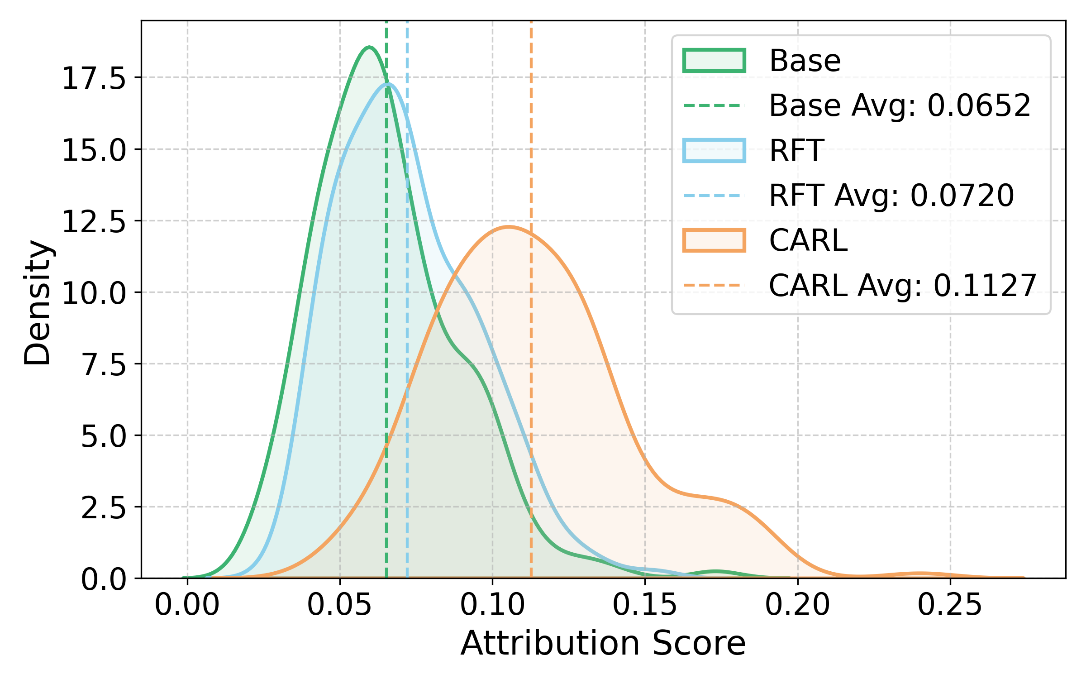 17.5
15.0
12.5
10.0
7.5
5.0
2.5
0.0
Density
0.00 0.05 0.10 0.15 0.20 0.25
Attribution Score
Base
Base Avg: 0.0652
RFT
RFT Avg: 0.0720
CARL
CARL Avg: 0.1127